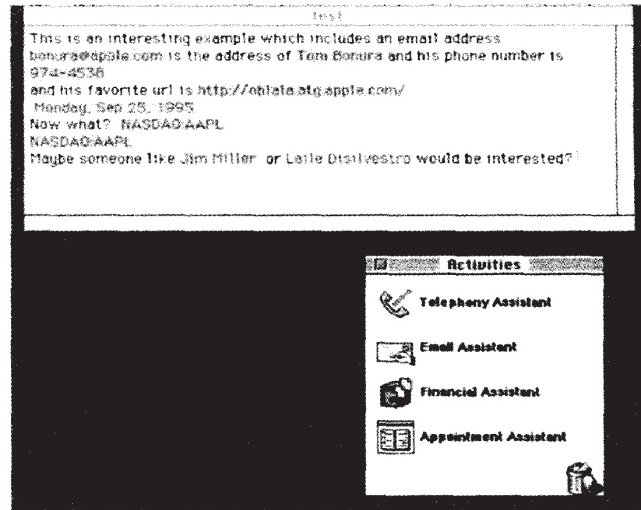 test
This is an interesting example which includes an email address
bonura@apple.com is the address of Tom Bonura and his phone number is
974-4538
and his favorite url is http://ohlata.atg.apple.com/
Monday, Sep 25, 1995
Now what? NASDAQ:AAPL
NASDAQ:AAPL
Maybe someone like Jim Miller or Laile Disilvestro would be interested?
Activities
Telephony Assistant
Email Assistant
Financial Assistant
Appointment Assistant